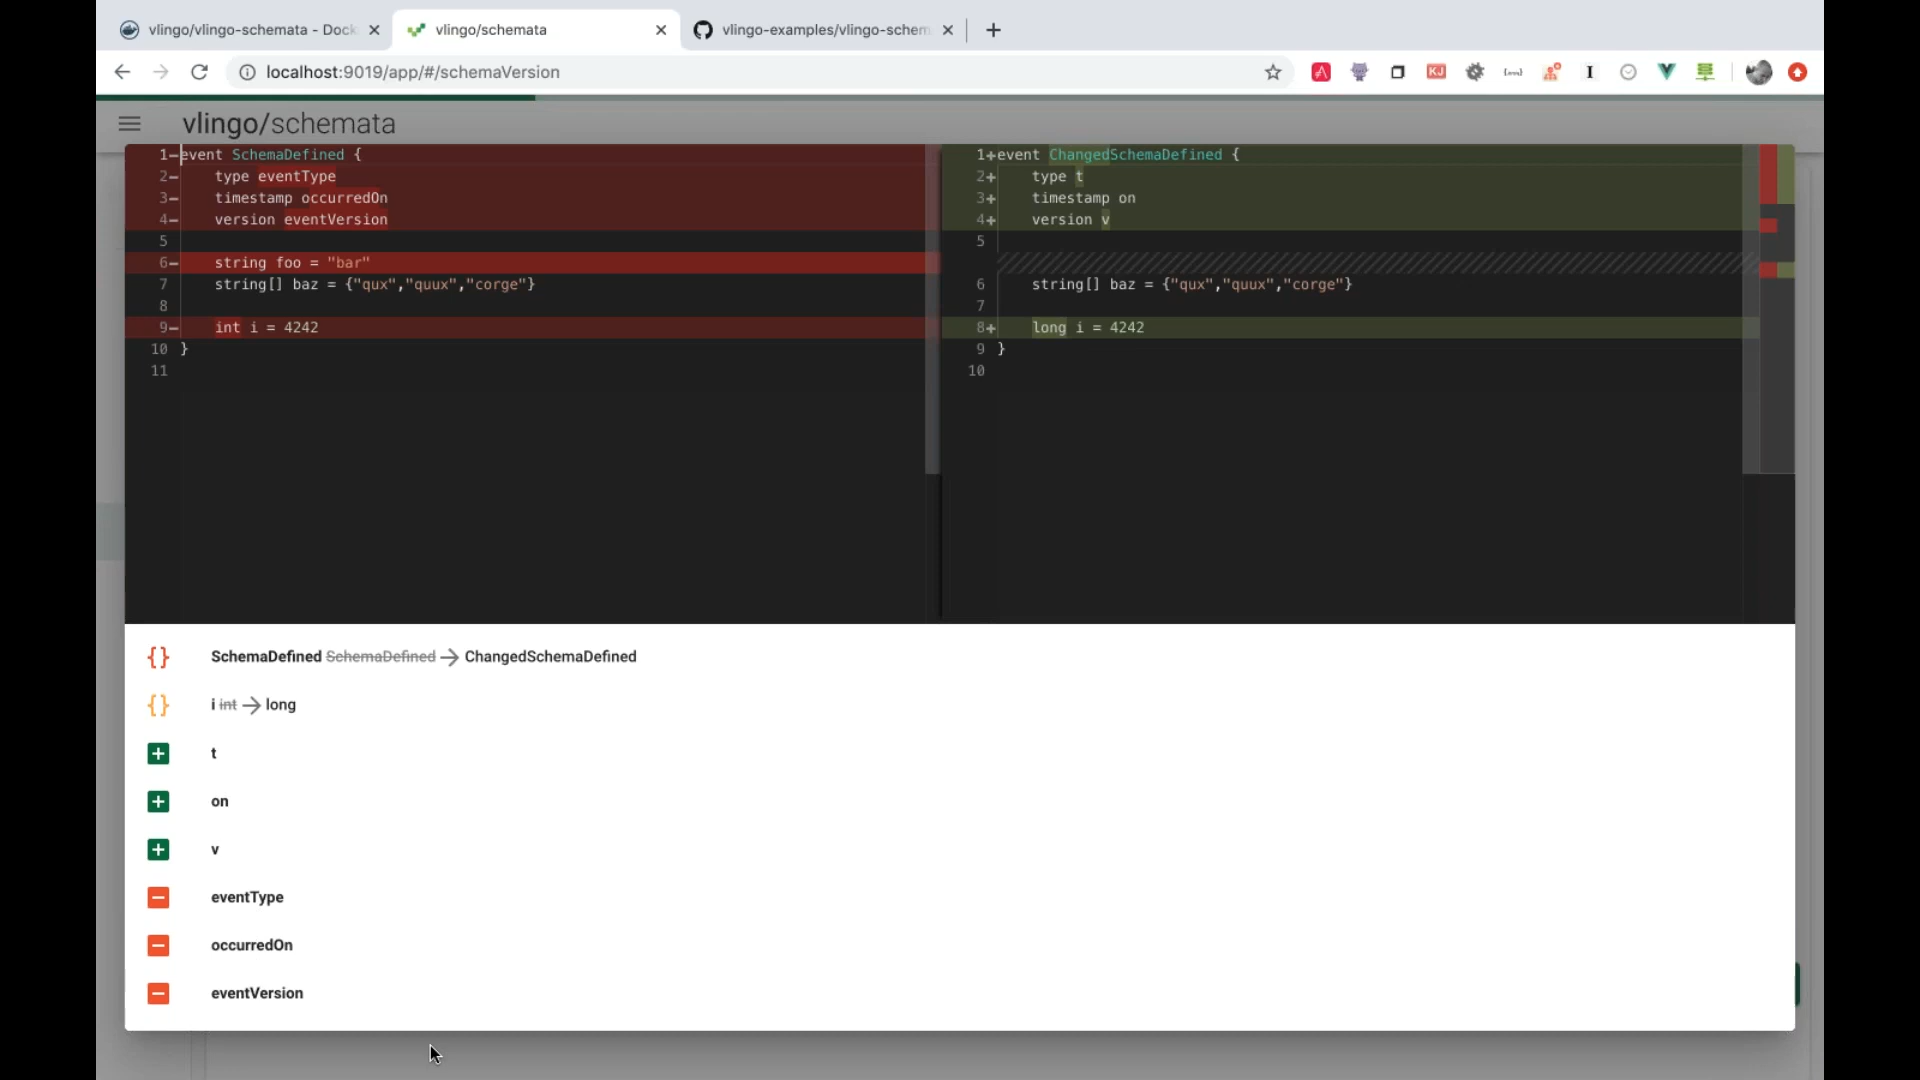 vlingo/vlingo-schemata - Dock
vlingo/schemata
vlingo-examples/vlingo-schem
localhost:9019/app/#/schemaVersion
vlingo/schemata
1-event SchemaDefined {
2- type eventType
3- timestamp occurredOn
4- version eventVersion
5
6- string foo = "bar"
7 string[] baz = {"qux","quux","corge"}
8
9- int i = 4242
10 }
11
1+event ChangedSchemaDefined {
2+ type t
3+ timestamp on
4+ version v
5
6 string[] baz = {"qux","quux","corge"}
7
8+ long i = 4242
9 }
10
{} SchemaDefined SchemaDefined → ChangedSchemaDefined
{} i int → long
+ t
+ on
+ v
- eventType
- occurredOn
- eventVersion